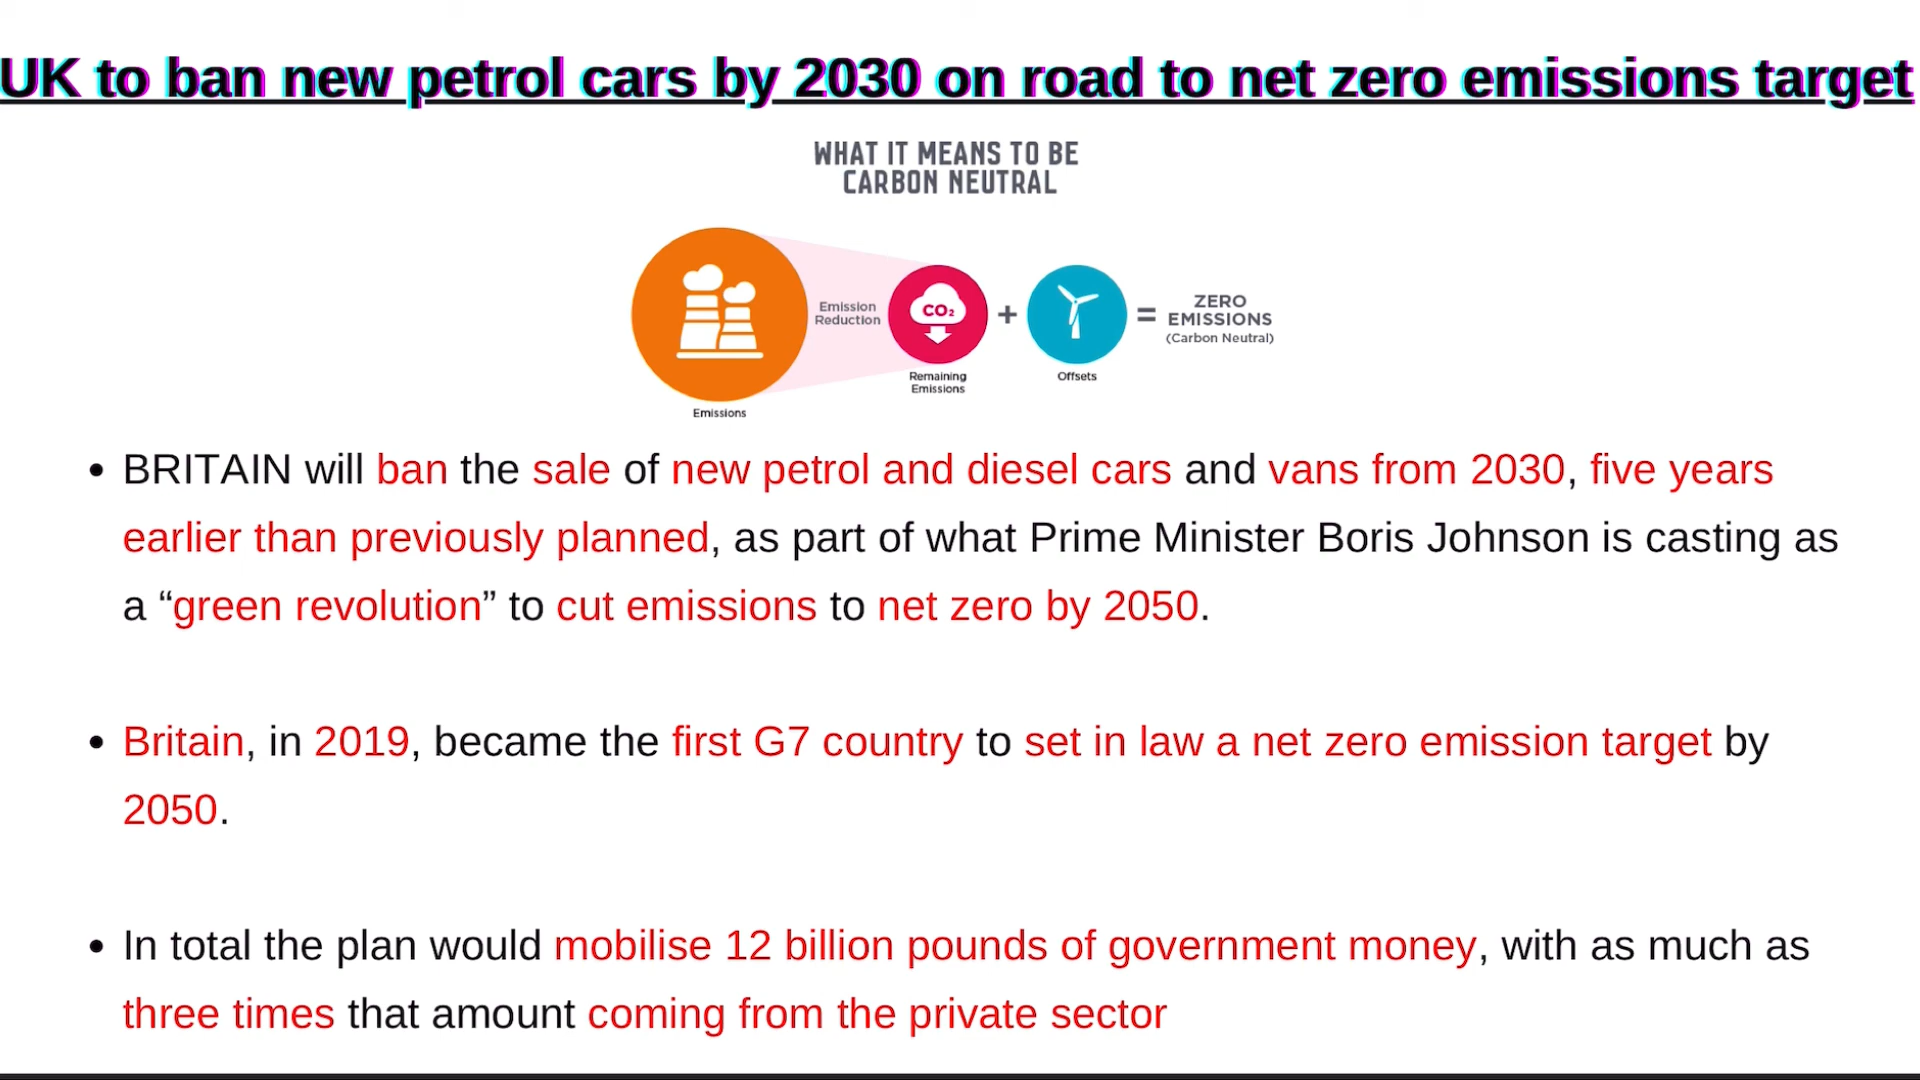 UK to ban new petrol cars by 2030 on road to net zero emissions target
WHAT IT MEANS TO BE
CARBON NEUTRAL
Emission
Reduction
CO₂
+
=
ZERO
EMISSIONS
(Carbon Neutral)
Remaining
Emissions
Offsets
Emissions
• BRITAIN will ban the sale of new petrol and diesel cars and vans from 2030, five years
earlier than previously planned, as part of what Prime Minister Boris Johnson is casting as
a “green revolution” to cut emissions to net zero by 2050.
• Britain, in 2019, became the first G7 country to set in law a net zero emission target by
2050.
• In total the plan would mobilise 12 billion pounds of government money, with as much as
three times that amount coming from the private sector